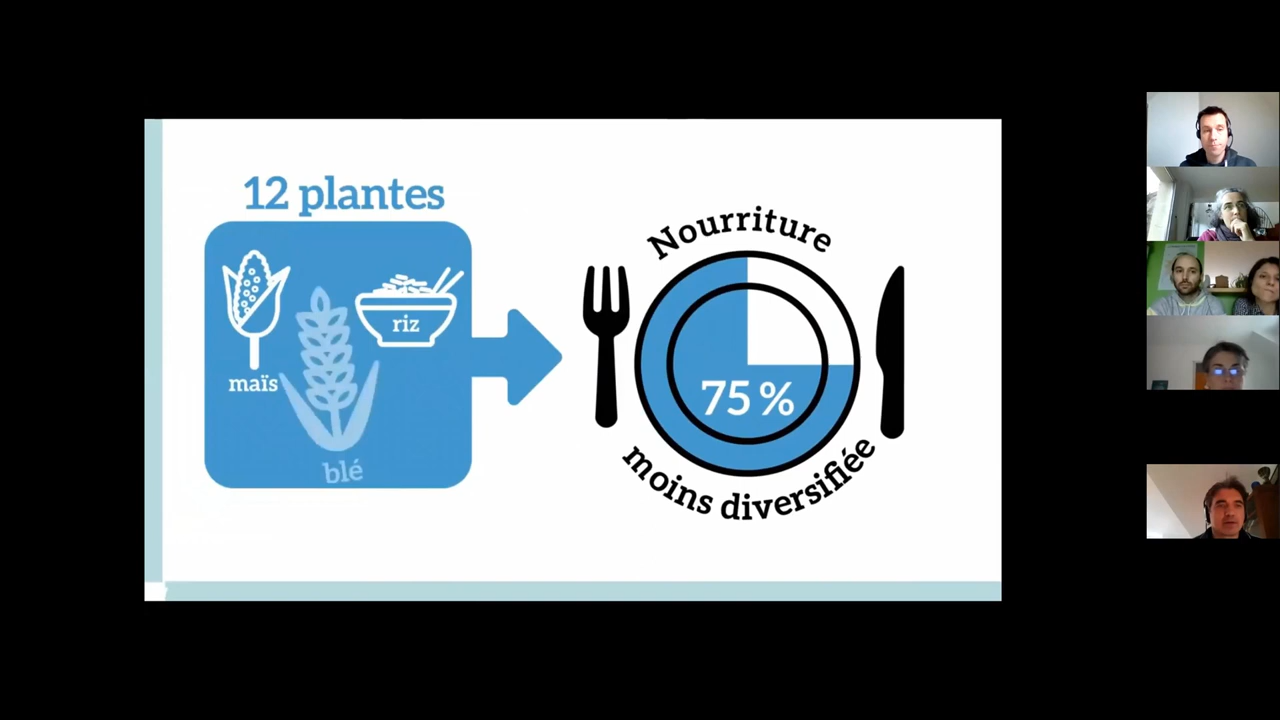 12 plantes
maïs
riz
blé
Nourriture
75 %
moins diversifiée